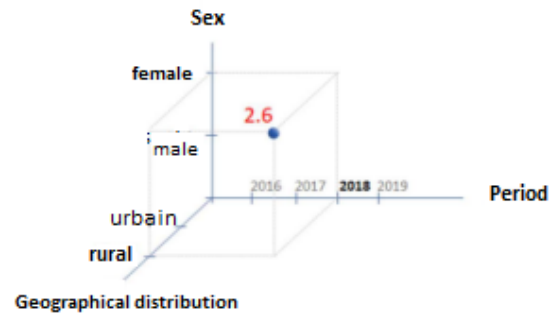 Sex
female
2.6
male
2016 2017 2018 2019
Period
urbain
rural
Geographical distribution